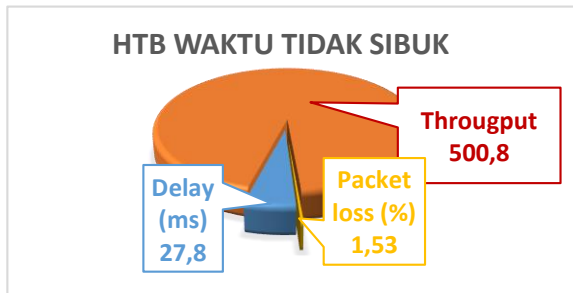 HTB WAKTU TIDAK SIBUK
Througput
500,8
Delay
(ms)
27,8
Packet
loss (%)
1,53